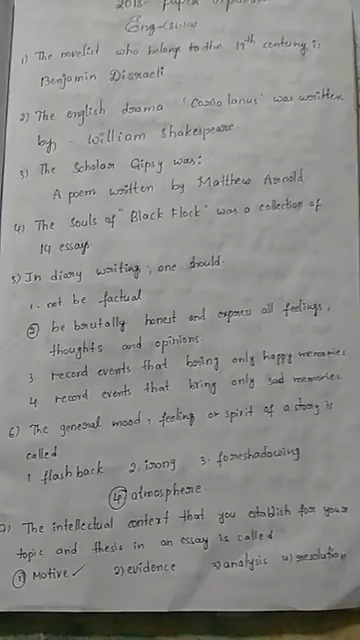 2018
Eng-
1) The novelist who belongs to the 19th century is
Benjamin Disraeli
2) The english drama 'Coriolanus' was written
by - William Shakespeare.
3) The Scholar Gipsy was:
A poem written by Matthew Arnold
4) The Souls of "Black Flock" was a collection of
14 essays
5) In diary writing, one should.
1. not be factual
2 be brutally honest and express all feelings,
thoughts and opinions.
3. record events that bring only happy memories
4. record events that bring only sad memories
6) The general mood, feeling or spirit of a story is
called
1. flash back 2. irony 3. foreshadowing
4. atmosphere.
7) The intellectual context that you establish for your
topic and thesis in an essay is called
1 Motive ✓ 2) evidence 3) analysis 4) resolution